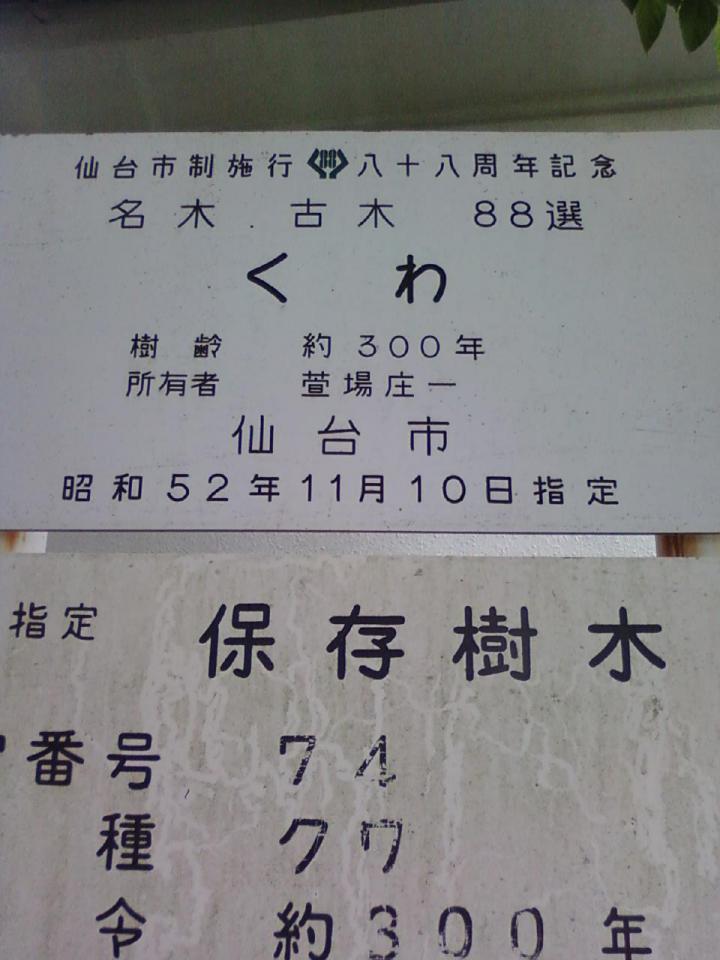 仙台市制施行 88 八十八周年記念
名木.古木 88選
くわ
樹齢 約300年
所有者 萱場庄一
仙台市
昭和52年11月10日指定
指定 保存樹木
番号 74
種 クワ
令 約300年